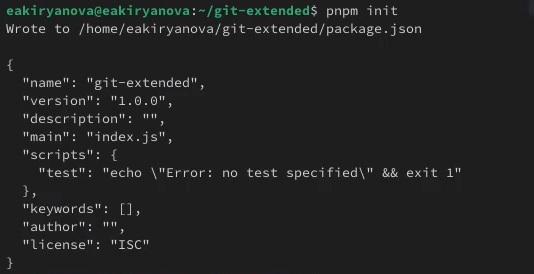 eakiryanova@eakiryanova:~/git-extended$ pnpm init
Wrote to /home/eakiryanova/git-extended/package.json
{
  "name": "git-extended",
  "version": "1.0.0",
  "description": "",
  "main": "index.js",
  "scripts": {
    "test": "echo \"Error: no test specified\" && exit 1"
  },
  "keywords": [],
  "author": "",
  "license": "ISC"
}